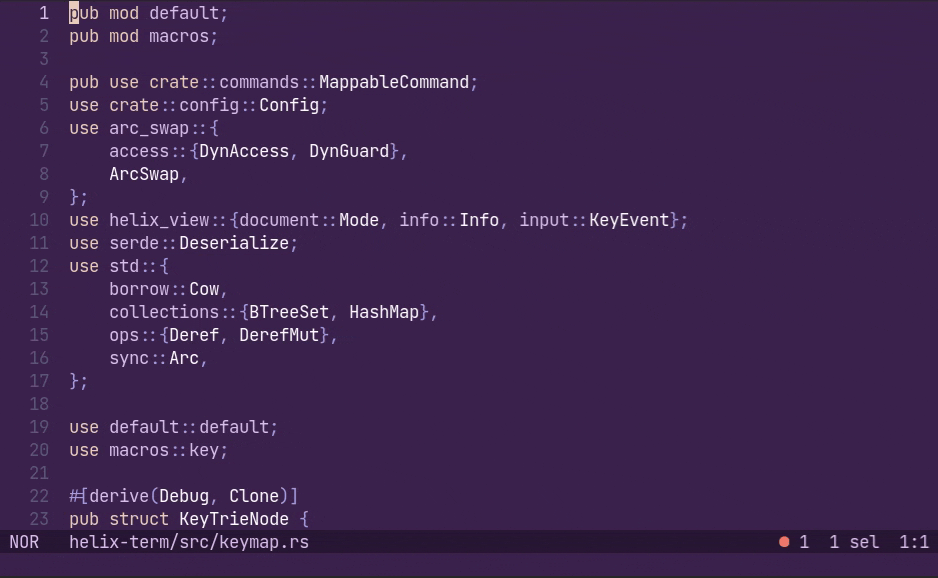 1 pub mod default;
2 pub mod macros;
3
4 pub use crate::commands::MappableCommand;
5 use crate::config::Config;
6 use arc_swap::{
7     access::{DynAccess, DynGuard},
8     ArcSwap,
9 };
10 use helix_view::{document::Mode, info::Info, input::KeyEvent};
11 use serde::Deserialize;
12 use std::{
13     borrow::Cow,
14     collections::{BTreeSet, HashMap},
15     ops::{Deref, DerefMut},
16     sync::Arc,
17 };
18
19 use default::default;
20 use macros::key;
21
22 #[derive(Debug, Clone)]
23 pub struct KeyTrieNode {
NOR helix-term/src/keymap.rs ● 1 1 sel 1:1